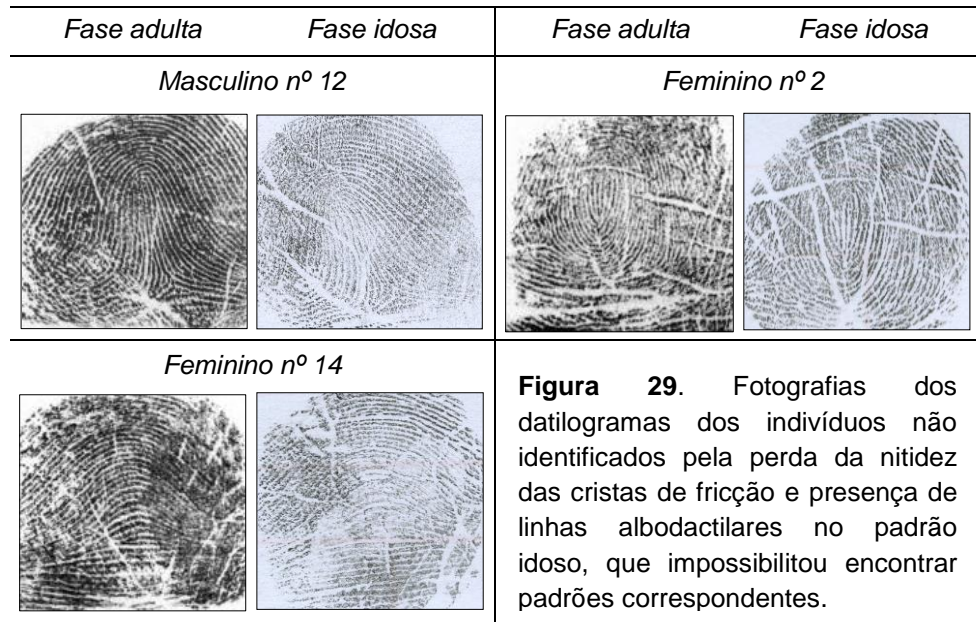 Fase adulta Fase idosa Fase adulta Fase idosa
Masculino nº 12 Feminino nº 2
Feminino nº 14
Figura 29. Fotografias dos
datilogramas dos indivíduos não
identificados pela perda da nitidez
das cristas de fricção e presença de
linhas albodactilares no padrão
idoso, que impossibilitou encontrar
padrões correspondentes.